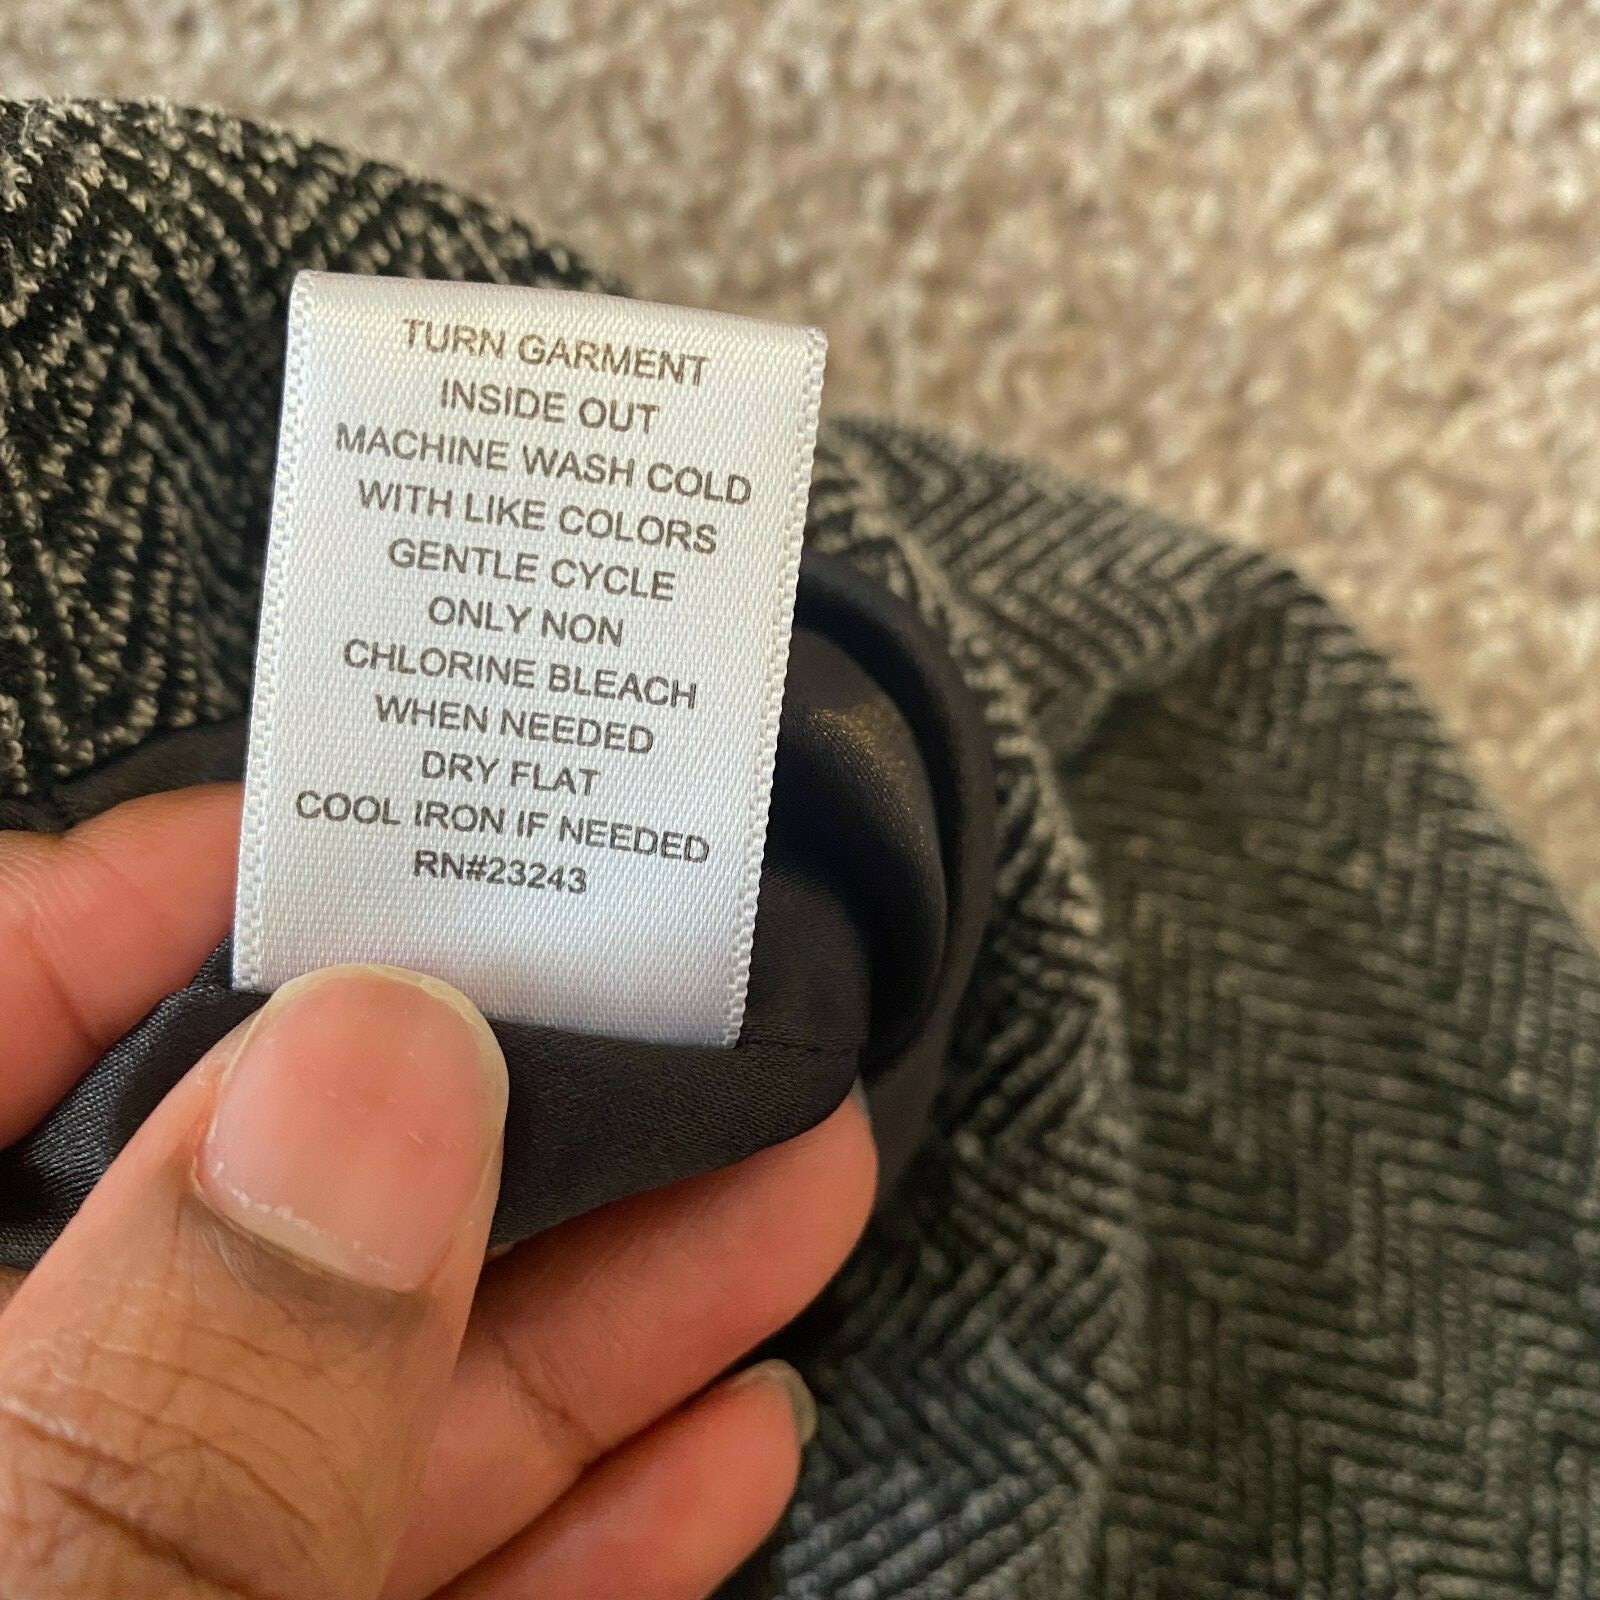 TURN GARMENT
INSIDE OUT
MACHINE WASH COLD
WITH LIKE COLORS
GENTLE CYCLE
ONLY NON
CHLORINE BLEACH
WHEN NEEDED
DRY FLAT
COOL IRON IF NEEDED
RN#23243